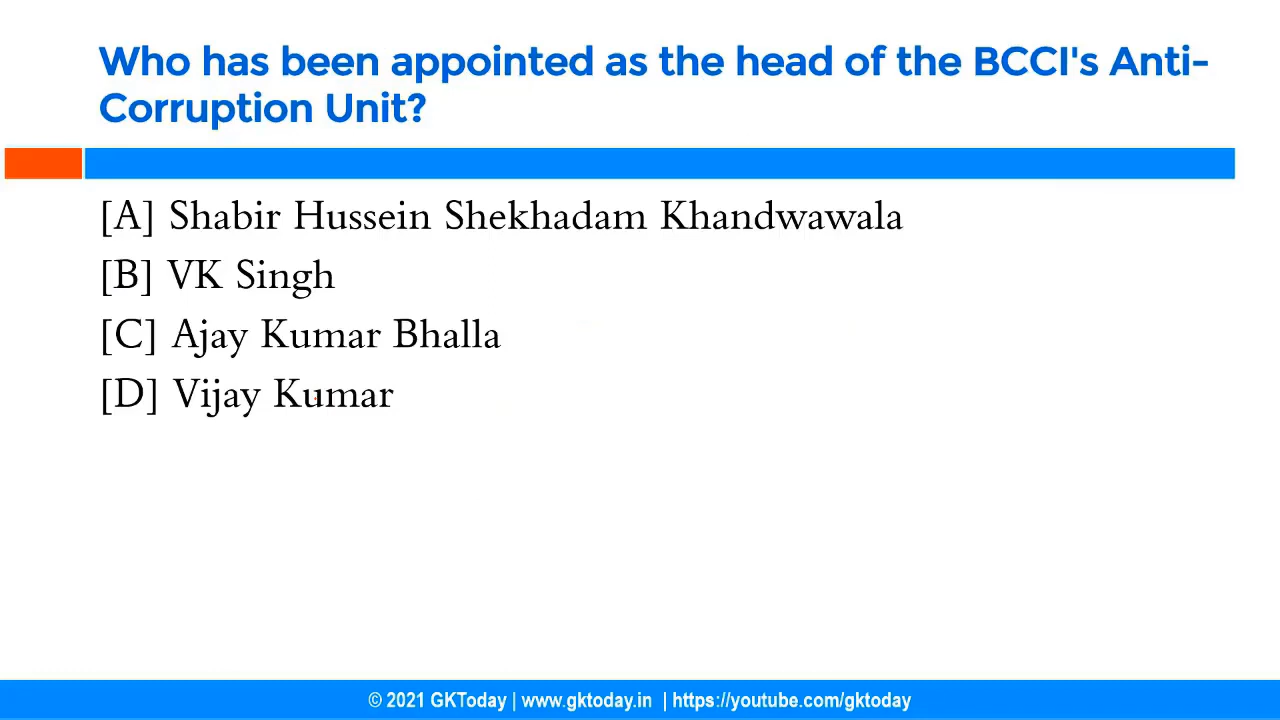 Who has been appointed as the head of the BCCI's Anti-
Corruption Unit?
[A] Shabir Hussein Shekhadam Khandwawala
[B] VK Singh
[C] Ajay Kumar Bhalla
[D] Vijay Kumar
© 2021 GKToday | www.gktoday.in | https://youtube.com/gktoday